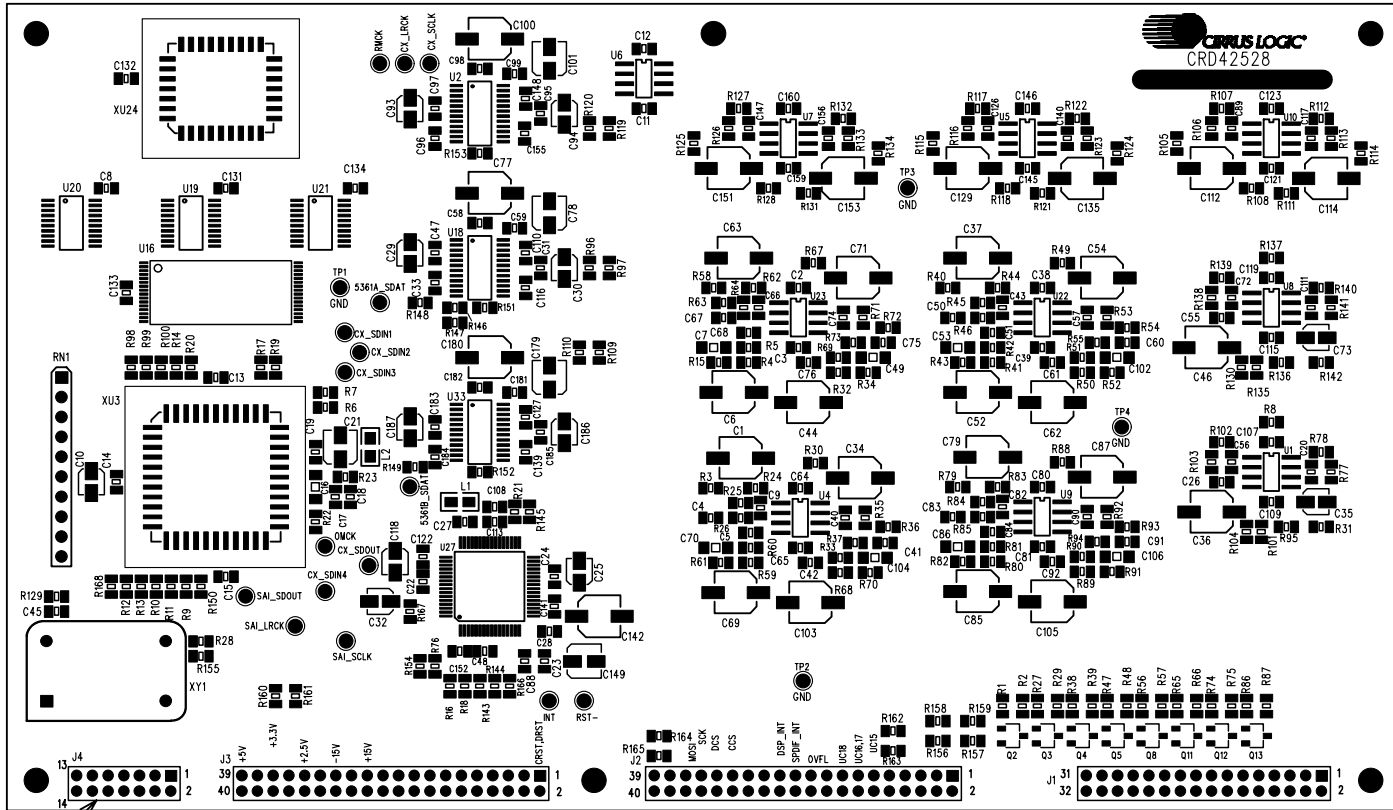 CIRRUS LOGIC®
CRD42528
C132
XU24
RMCK
CX_LRCK
CX_SCLK
C100
C98
C99
C101
U2
C97
C93
C96
C148
C95
C94
R120
R119
C155
R153
C12
U6
C11
C77
C58
C59
C78
U18
C47
C29
C33
C110
C31
C30
R96
R97
C116
R148
R151
R147
R146
U20
C8
U19
C131
U21
C134
U16
C133
TP1
GND
5361A_SDAT
CX_SDIN1
CX_SDIN2
CX_SDIN3
R98
R99
R100
R14
R20
R17
R19
C13
RN1
XU3
R7
R6
C10
C14
C19
C21
L2
C16
R23
C18
C17
R22
OMCK
CX_SDOUT
CX_SDIN4
C180
C179
R110
R109
C182
C181
U33
C183
C187
C184
C127
C186
C185
C139
R152
R149
5361B_SDAT
L1
C108
R21
R145
C27
C113
U27
C118
C122
C22
R167
C32
C24
C25
C141
C142
C28
C149
C23
R154
R76
C152
C48
R144
R166
C88
R16
R18
R143
INT
RST-
R68
R12
R13
R10
R11
R9
R150
C15
SAI_SDOUT
SAI_LRCK
SAI_SCLK
R129
C45
R28
R155
XY1
R160
R161
R127
C160
R132
C147
R126
R125
C156
U7
R133
R134
C151
C159
R128
R131
C153
TP3
GND
R117
C146
R122
C126
R116
R115
U5
C140
R123
R124
C129
C145
R118
R121
C135
R107
C123
R112
C89
R106
R105
U10
C117
R113
R114
C112
C121
R108
R111
C114
C63
R67
C71
R58
R62
R64
C2
C66
U23
R63
C67
C74
R71
R72
C68
C7
R73
C75
R5
R69
R15
R4
C3
C49
R34
C76
R32
C6
C44
C37
R49
C54
R40
R44
C38
C43
U22
C50
R45
C57
R53
R54
R46
C51
C53
R42
R55
C60
R51
R43
R41
C39
C102
R50
R52
C61
C52
C62
TP4
GND
R137
R139
C119
C72
U8
C111
R140
R138
R141
C55
C115
C73
C46
R130
R135
R136
R142
C1
R30
C34
R3
R24
C64
R25
C9
U4
C4
C40
R35
R36
R26
C5
C70
R37
C41
R60
C65
R33
C104
R61
R59
R70
C42
R68
C69
C103
C79
R88
C87
R79
R83
C80
R84
C82
U9
C83
C90
R92
R93
R85
C84
C86
R94
C91
R81
R90
C106
R82
R80
C81
R89
R91
C92
C85
C105
R8
R102
C107
C56
U1
C20
R78
R103
R77
C26
C109
C35
C36
R104
R101
R95
R31
TP2
GND
R1
R2
R27
R29
R38
R39
R47
R48
R56
R57
R65
R66
R74
R75
R86
R87
Q2
Q3
Q4
Q5
Q8
Q11
Q12
Q13
R158
R159
R156
R157
R162
R163
R164
R165
+5V
+3.3V
+2.5V
-15V
+15V
CRST,DRST
MOSI
SCK
DCS
CCS
DSP_INT
SPDIF_INT
OVFL
UC18
UC16,17
UC15
J4
13
14
1
2
J3
39
40
1
2
J2
39
40
1
2
J1
31
32
1
2